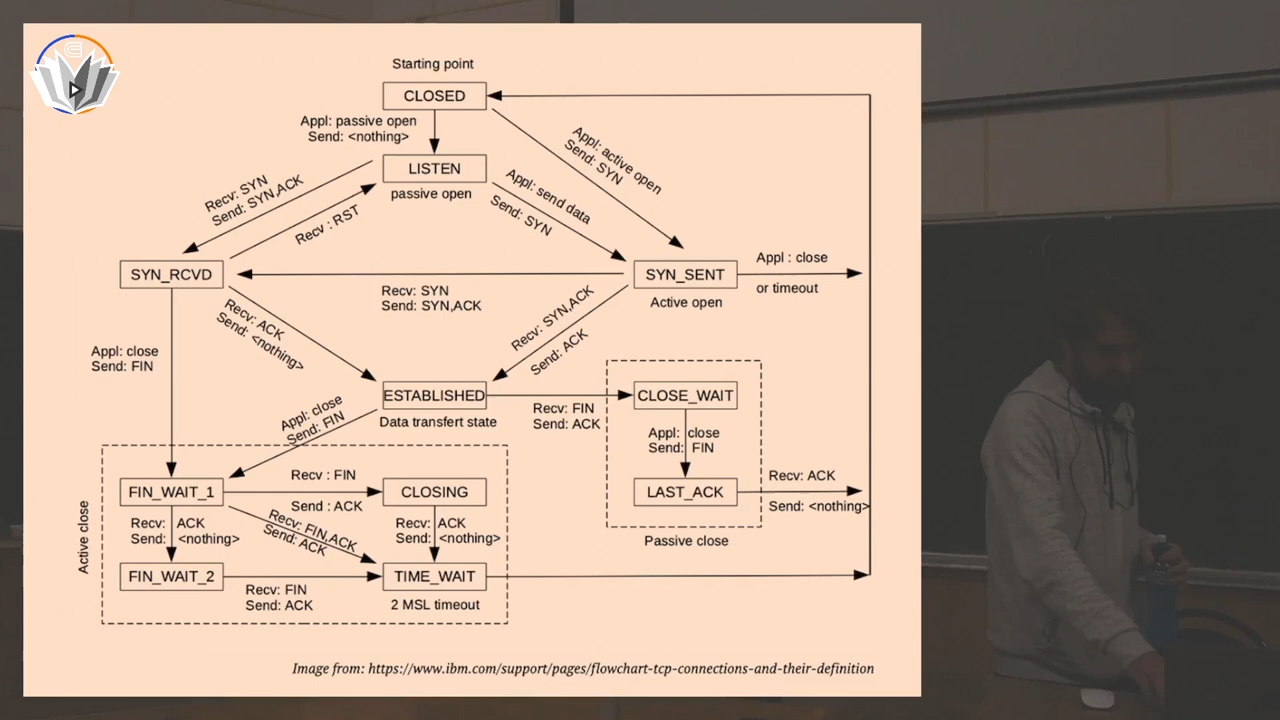 Starting point
CLOSED
Appl: passive open
Send: <nothing>
Appl: active open
Send: SYN
LISTEN
passive open
Recv: SYN
Send: SYN,ACK
Recv : RST
Appl: send data
Send: SYN
SYN_RCVD
SYN_SENT
Active open
Appl : close
or timeout
Recv: SYN
Send: SYN,ACK
Recv: ACK
Send: <nothing>
Recv: SYN,ACK
Send: ACK
Appl: close
Send: FIN
ESTABLISHED
Data transfert state
Appl: close
Send: FIN
Recv: FIN
Send: ACK
CLOSE_WAIT
Appl: close
Send: FIN
LAST_ACK
Recv: ACK
Send: <nothing>
Passive close
Active close
FIN_WAIT_1
Recv : FIN
Send : ACK
CLOSING
Recv: ACK
Send: <nothing>
Recv: FIN,ACK
Send: ACK
Recv: ACK
Send: <nothing>
FIN_WAIT_2
Recv: FIN
Send: ACK
TIME_WAIT
2 MSL timeout
Image from: https://www.ibm.com/support/pages/flowchart-tcp-connections-and-their-definition